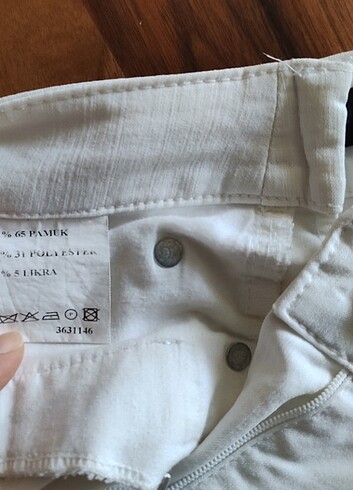 % 65 PAMUK
% 31 POLYESTER
% 5 LIKRA
3631146